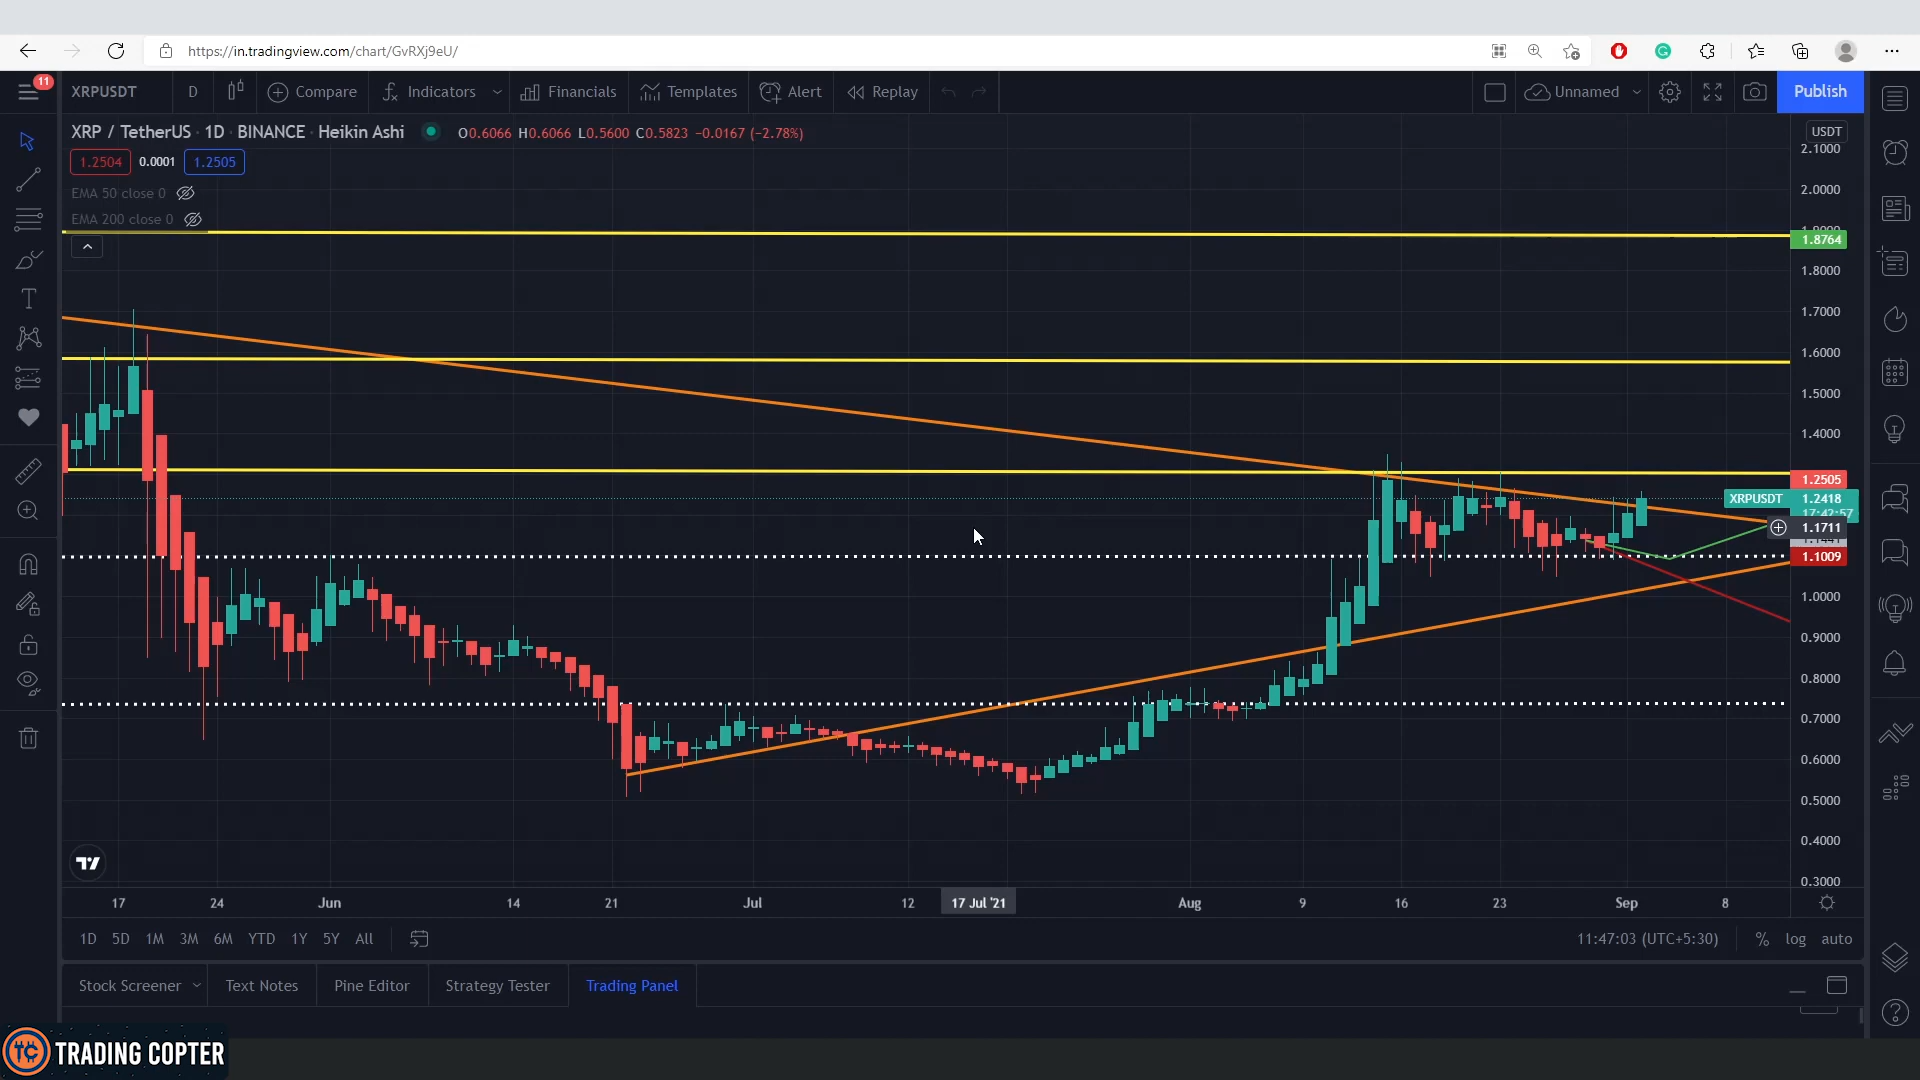 https://in.tradingview.com/chart/GvRXj9eU/
11
XRPUSDT D Compare Indicators Financials Templates Alert Replay Unnamed Publish
XRP / TetherUS · 1D · BINANCE · Heikin Ashi O0.6066 H0.6066 L0.5600 C0.5823 −0.0167 (−2.78%)
USDT
2.1000
1.2504 0.0001 1.2505
EMA 50 close 0
2.0000
EMA 200 close 0
1.8764
1.8000
1.7000
1.6000
1.5000
1.4000
1.2505
XRPUSDT 1.2418
17:42:57
1.1711
1.1009
1.0000
0.9000
0.8000
0.7000
0.6000
0.5000
0.4000
0.3000
17 24 Jun 14 21 Jul 12 17 Jul '21 Aug 9 16 23 Sep 8
1D 5D 1M 3M 6M YTD 1Y 5Y All 11:47:03 (UTC+5:30) % log auto
Stock Screener Text Notes Pine Editor Strategy Tester Trading Panel
TC TRADING COPTER